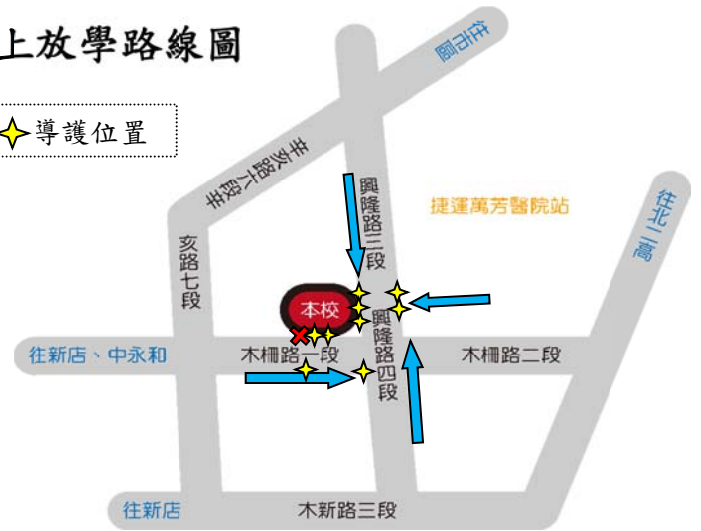 上放學路線圖
導護位置
往市區
辛亥路六段
興隆路三段
捷運萬芳醫院站
往北二高
亥路七段
本校
往新店、中永和
木柵路一段
興隆路四段
木柵路二段
往新店
木新路三段